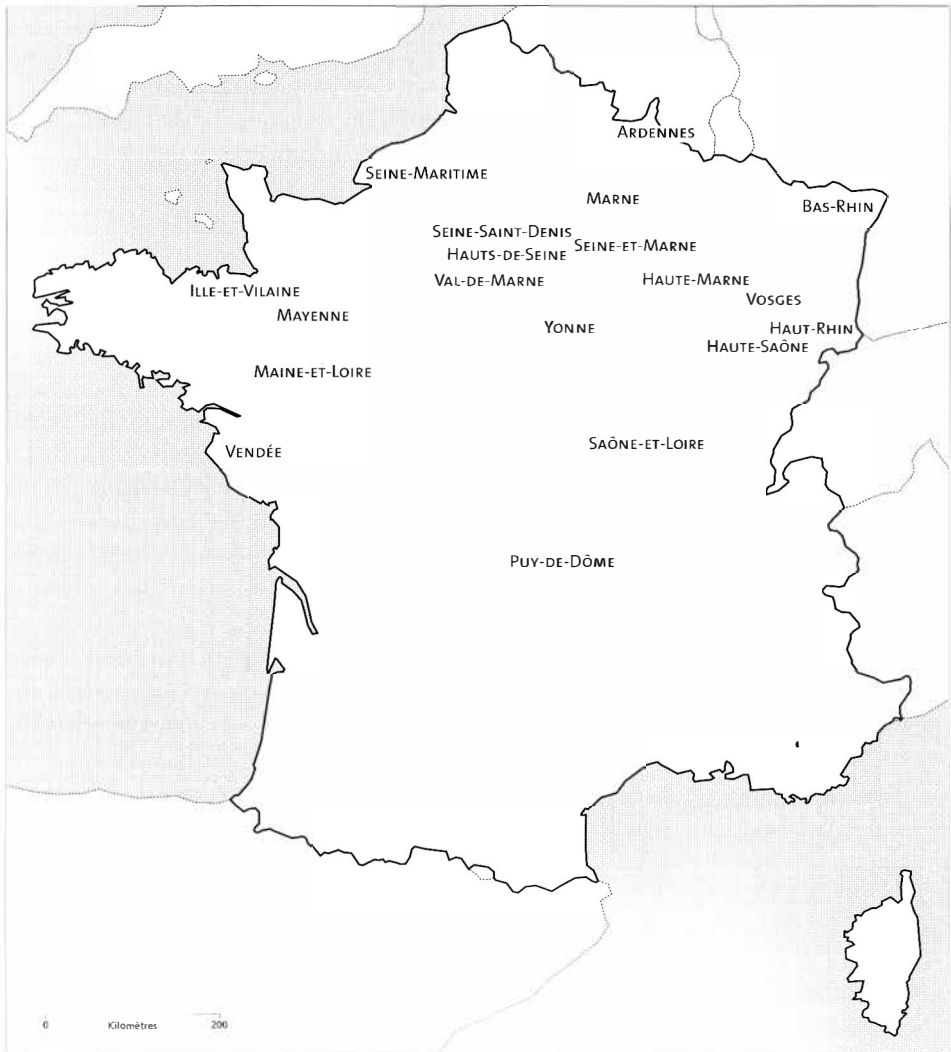 ARDENNES
SEINE-MARITIME
MARNE
BAS-RHIN
SEINE-SAINT-DENIS
SEINE-ET-MARNE
HAUTS-DE-SEINE
VAL-DE-MARNE
HAUTE-MARNE
ILLE-ET-VILAINE
VOSGES
MAYENNE
YONNE
HAUT-RHIN
HAUTE-SAÔNE
MAINE-ET-LOIRE
SAÔNE-ET-LOIRE
VENDÉE
PUY-DE-DÔME
0 Kilomètres 200